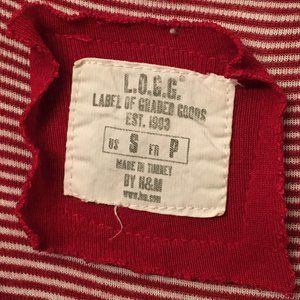 L.O.G.G.
LABEL OF GRADED GOODS
EST. 1983
US S FR P
MADE IN TURKEY
BY H&M
www.hm.com